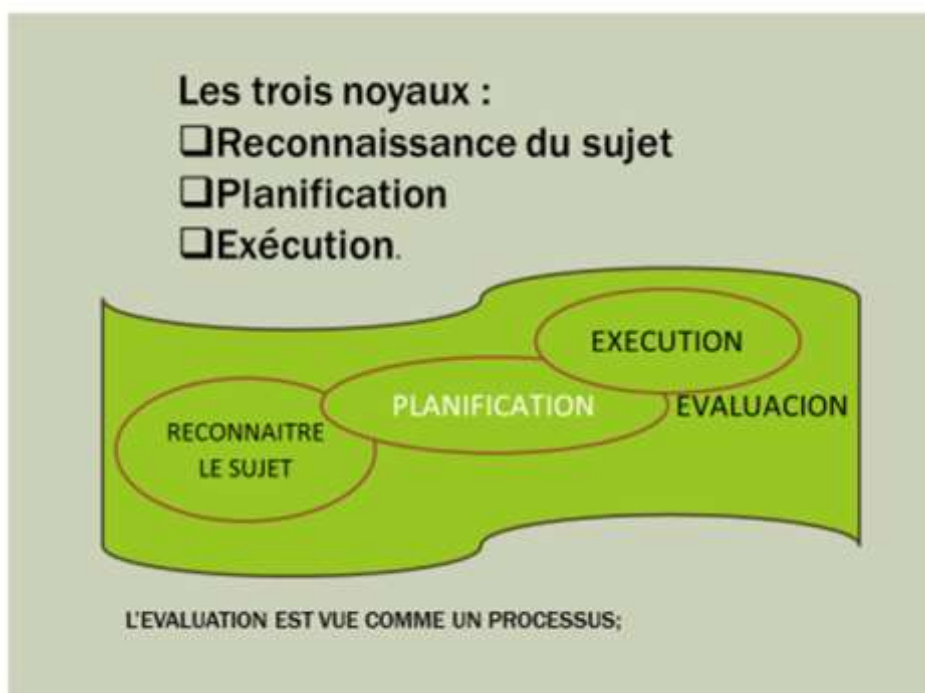 Les trois noyaux :
❑Reconnaissance du sujet
❑Planification
❑Exécution.
EXECUTION
PLANIFICATION
EVALUACION
RECONNAITRE
LE SUJET
L'EVALUATION EST VUE COMME UN PROCESSUS;